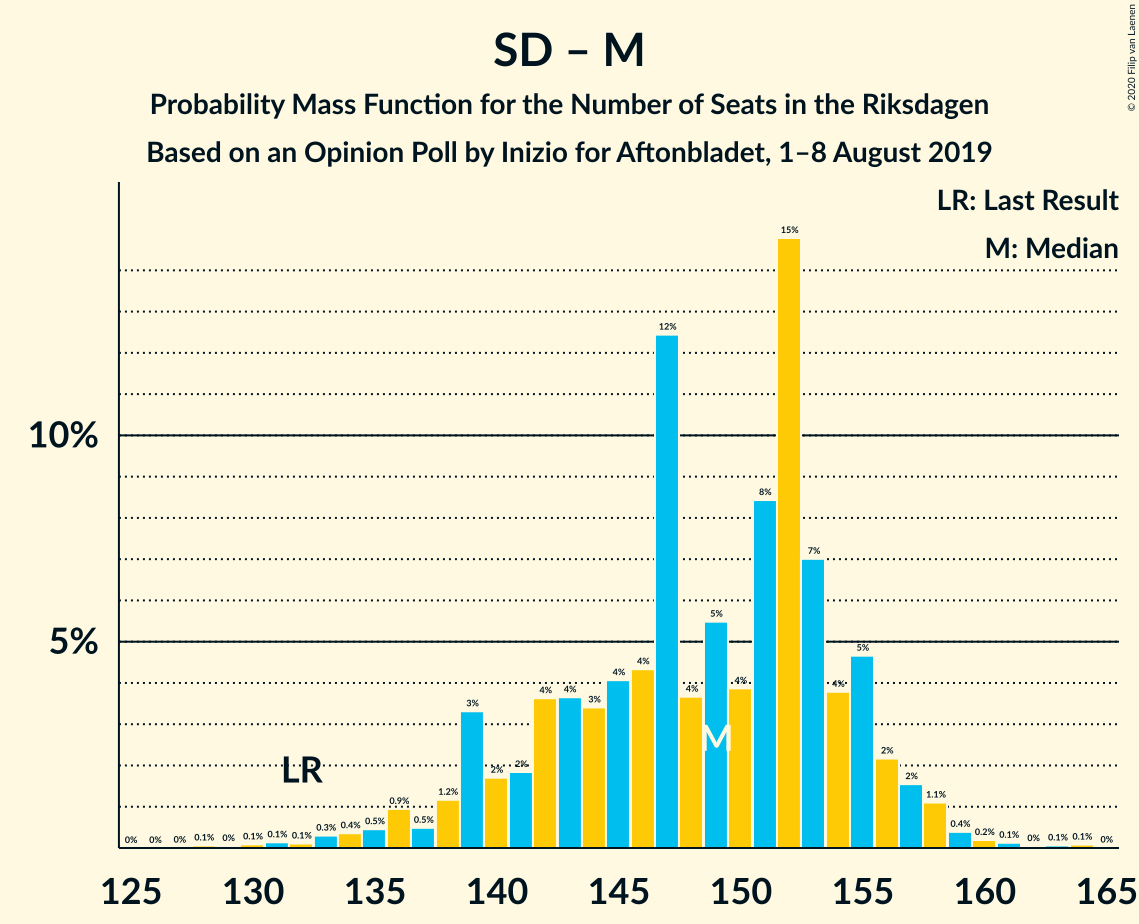 SD – M
Probability Mass Function for the Number of Seats in the Riksdagen
Based on an Opinion Poll by Inizio for Aftonbladet, 1–8 August 2019
© 2020 Filip van Laenen
LR: Last Result
M: Median
10%
5%
0% 0% 0% 0.1% 0% 0.1% 0.1% 0.1% 0.3% 0.4% 0.5% 0.9% 0.5% 1.2% 3% 2% 2% 4% 4% 3% 4% 4% 12% 4% 5% 4% 8% 15% 7% 4% 5% 2% 2% 1.1% 0.4% 0.2% 0.1% 0% 0.1% 0.1% 0%
LR
M
125 130 135 140 145 150 155 160 165